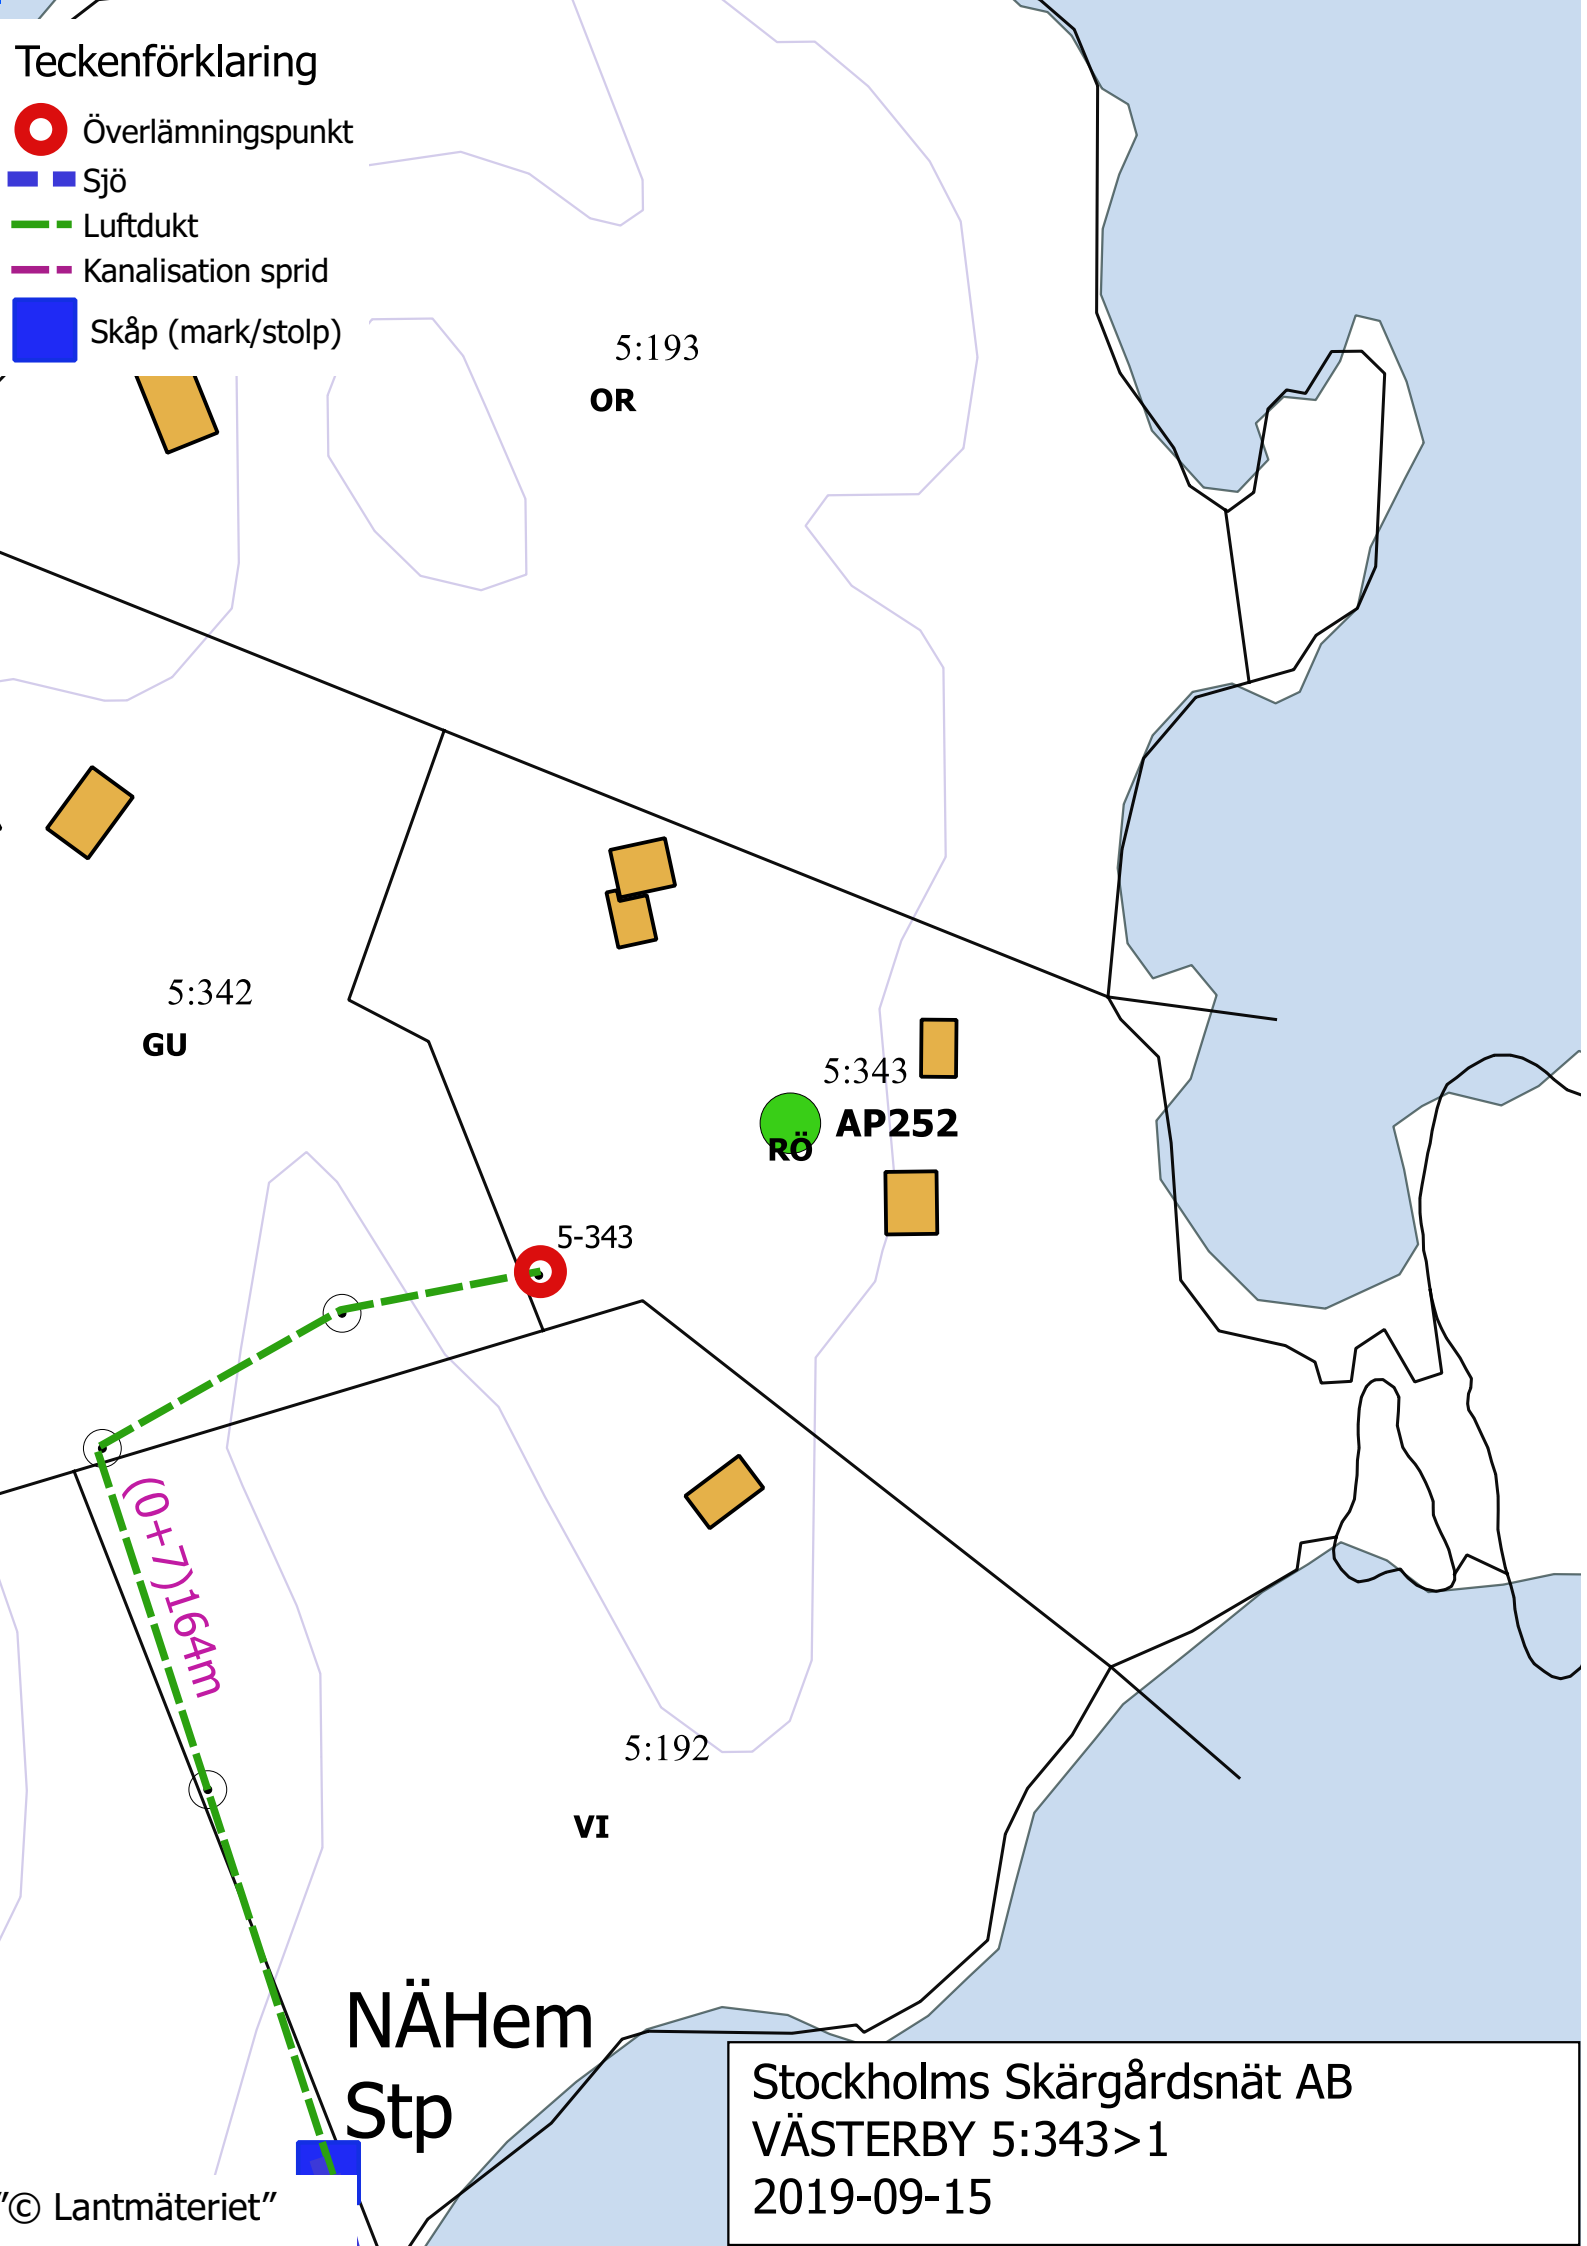 Teckenförklaring
Överlämningspunkt
Sjö
Luftdukt
Kanalisation sprid
Skåp (mark/stolp)
5:193
OR
5:342
GU
5:343
AP252
RÖ
5-343
(0+7)164m
5:192
VI
NÄHem
Stp
Stockholms Skärgårdsnät AB
VÄSTERBY 5:343>1
2019-09-15
"© Lantmäteriet"